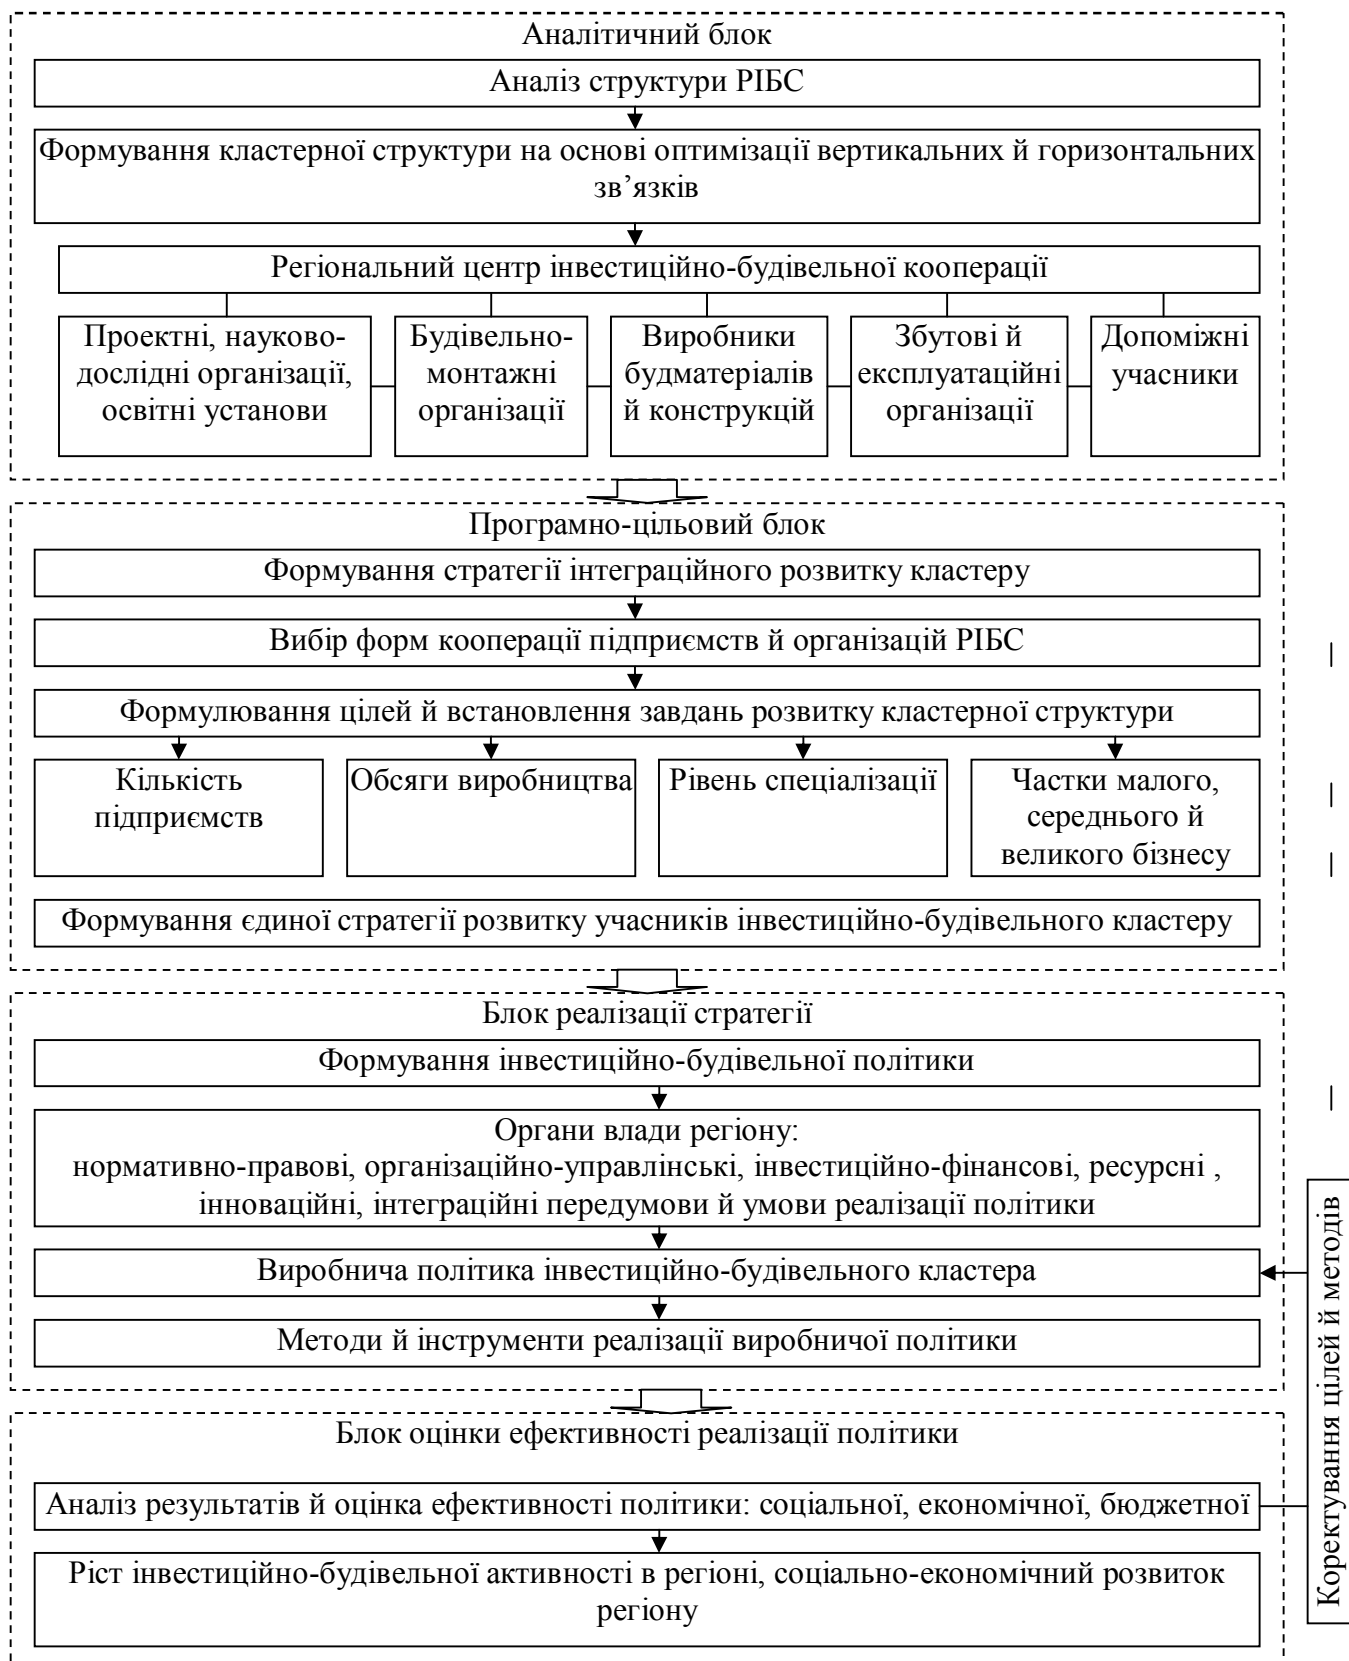 Аналітичний блок
Аналіз структури РІБС
Формування кластерної структури на основі оптимізації вертикальних й горизонтальних
зв’язків
Регіональний центр інвестиційно-будівельної кооперації
Проектні, науково-
дослідні організації,
освітні установи
Будівельно-
монтажні
організації
Виробники
будматеріалів
й конструкцій
Збутові й
експлуатаційні
організації
Допоміжні
учасники
Програмно-цільовий блок
Формування стратегії інтеграційного розвитку кластеру
Вибір форм кооперації підприємств й організацій РІБС
Формулювання цілей й встановлення завдань розвитку кластерної структури
Кількість
підприємств
Обсяги виробництва
Рівень спеціалізації
Частки малого,
середнього й
великого бізнесу
Формування єдиної стратегії розвитку учасників інвестиційно-будівельного кластеру
Блок реалізації стратегії
Формування інвестиційно-будівельної політики
Органи влади регіону:
нормативно-правові, організаційно-управлінські, інвестиційно-фінансові, ресурсні ,
інноваційні, інтеграційні передумови й умови реалізації політики
Виробнича політика інвестиційно-будівельного кластера
Методи й інструменти реалізації виробничої політики
Блок оцінки ефективності реалізації політики
Аналіз результатів й оцінка ефективності політики: соціальної, економічної, бюджетної
Ріст інвестиційно-будівельної активності в регіоні, соціально-економічний розвиток
регіону
Коректування цілей й методів